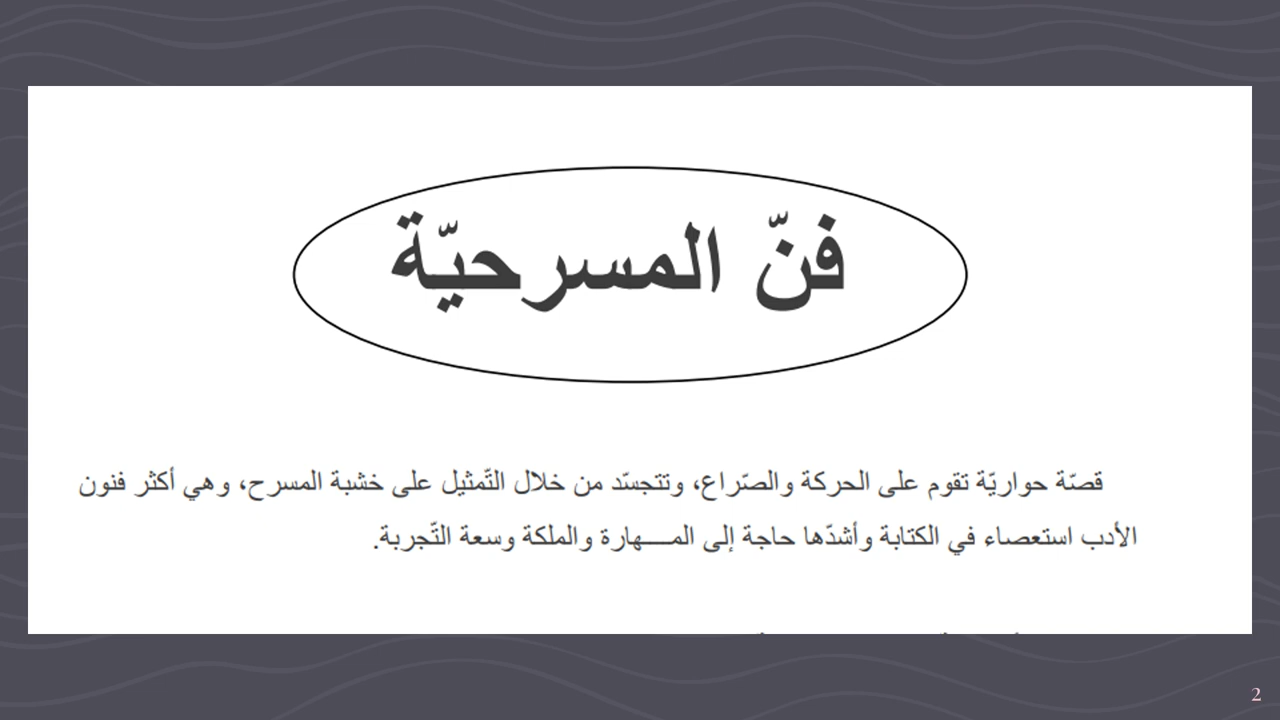 فنّ المسرحيّة
قصّة حواريّة تقوم على الحركة والصّراع، وتتجسّد من خلال التّمثيل على خشبة المسرح، وهي أكثر فنون
الأدب استعصاء في الكتابة وأشدّها حاجة إلى المـــهارة والملكة وسعة التّجربة.
2